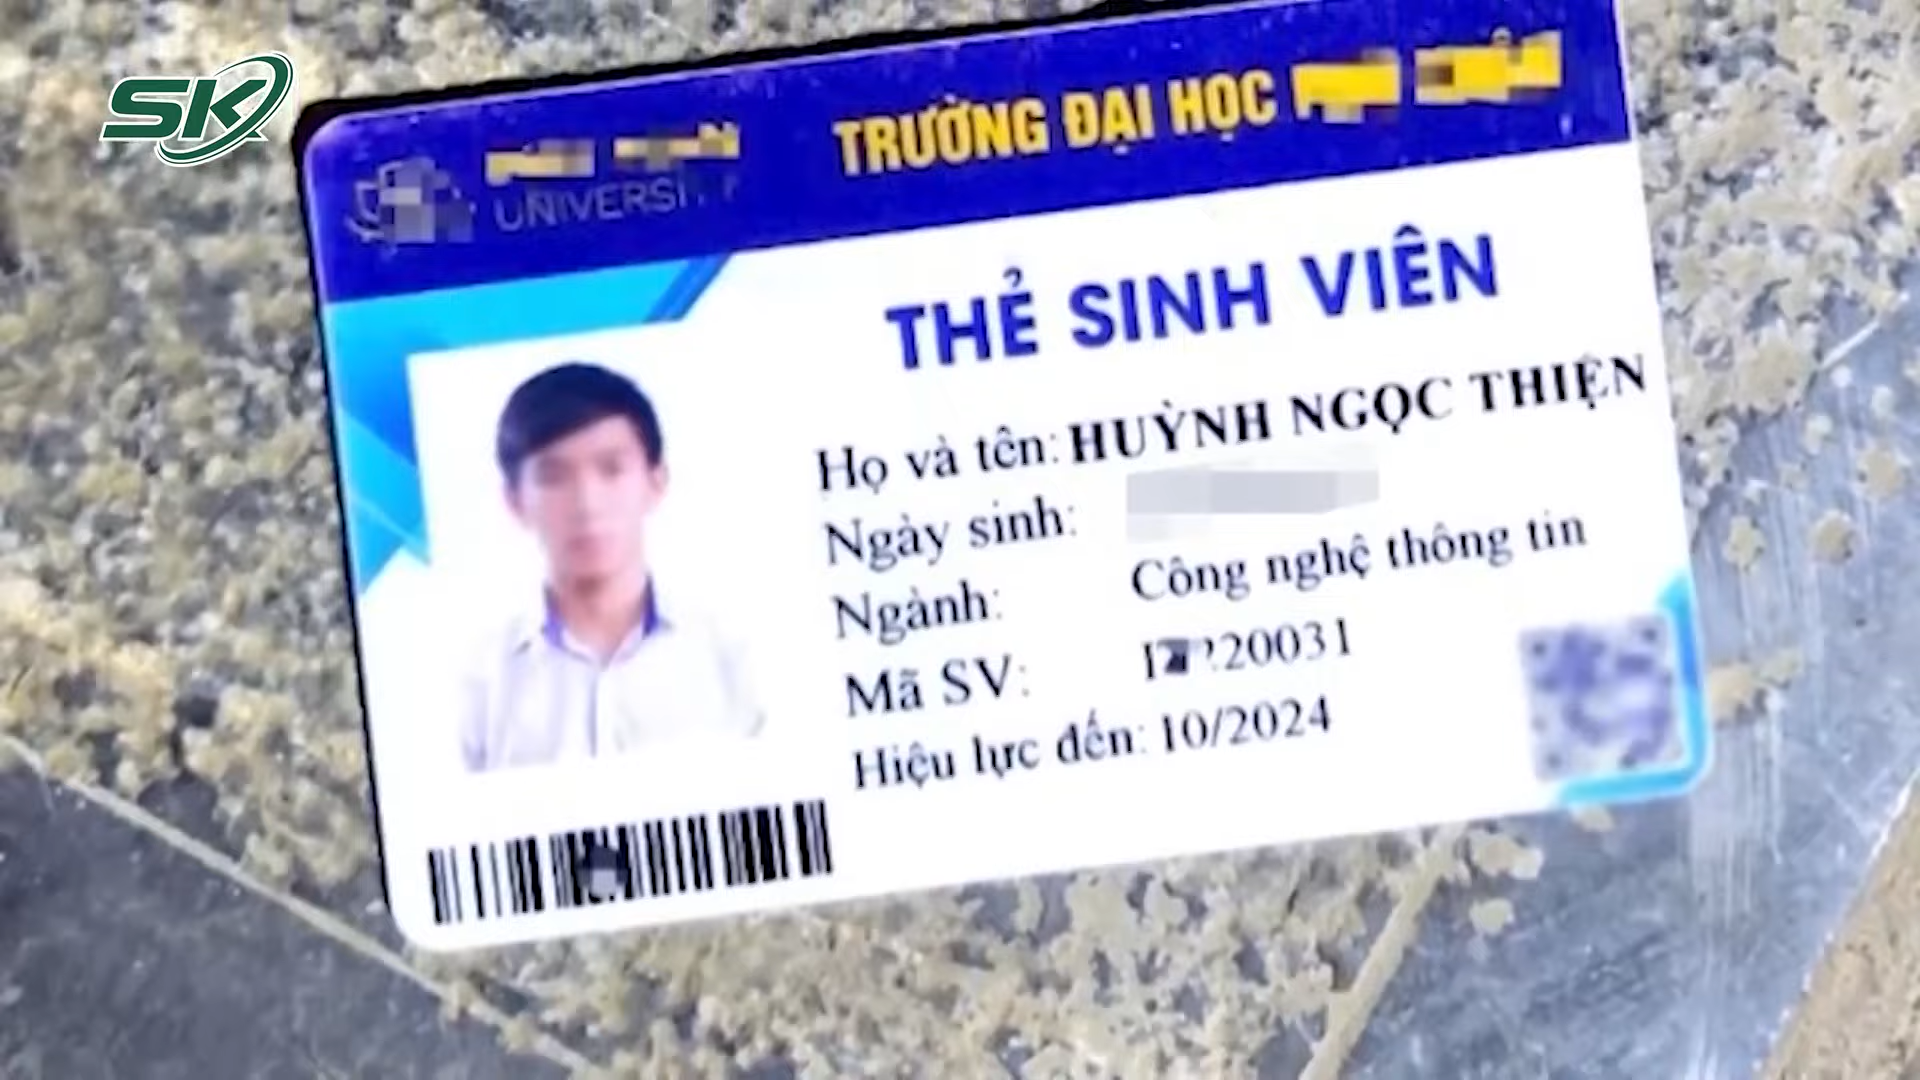 SK
UNIVERSITY
TRƯỜNG ĐẠI HỌC
THẺ SINH VIÊN
Họ và tên: HUỲNH NGỌC THIỆN
Ngày sinh:
Ngành: Công nghệ thông tin
Mã SV: 20031
Hiệu lực đến: 10/2024